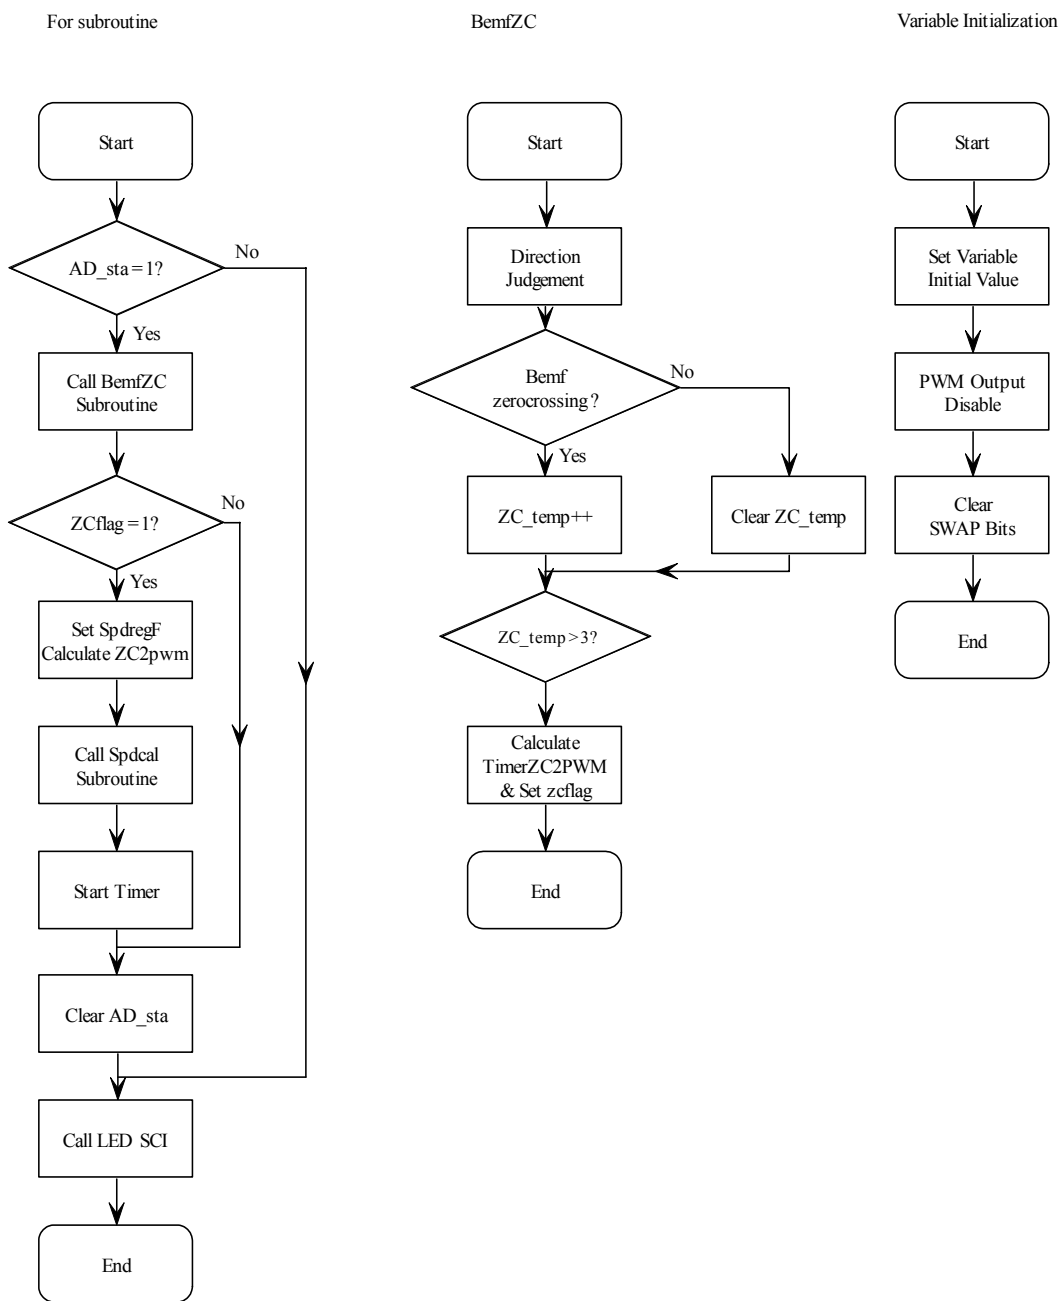 For subroutine
Start
AD_sta = 1?
No
Yes
Call BemfZC
Subroutine
ZCflag = 1?
No
Yes
Set SpdregF
Calculate ZC2pwm
Call Spdcal
Subroutine
Start Timer
Clear AD_sta
Call LED SCI
End
BemfZC
Start
Direction
Judgement
Bemf
zerocrossing?
No
Yes
ZC_temp++
Clear ZC_temp
ZC_temp>3?
Calculate
TimerZC2PWM
& Set zcflag
End
Variable Initialization
Start
Set Variable
Initial Value
PWM Output
Disable
Clear
SWAP Bits
End